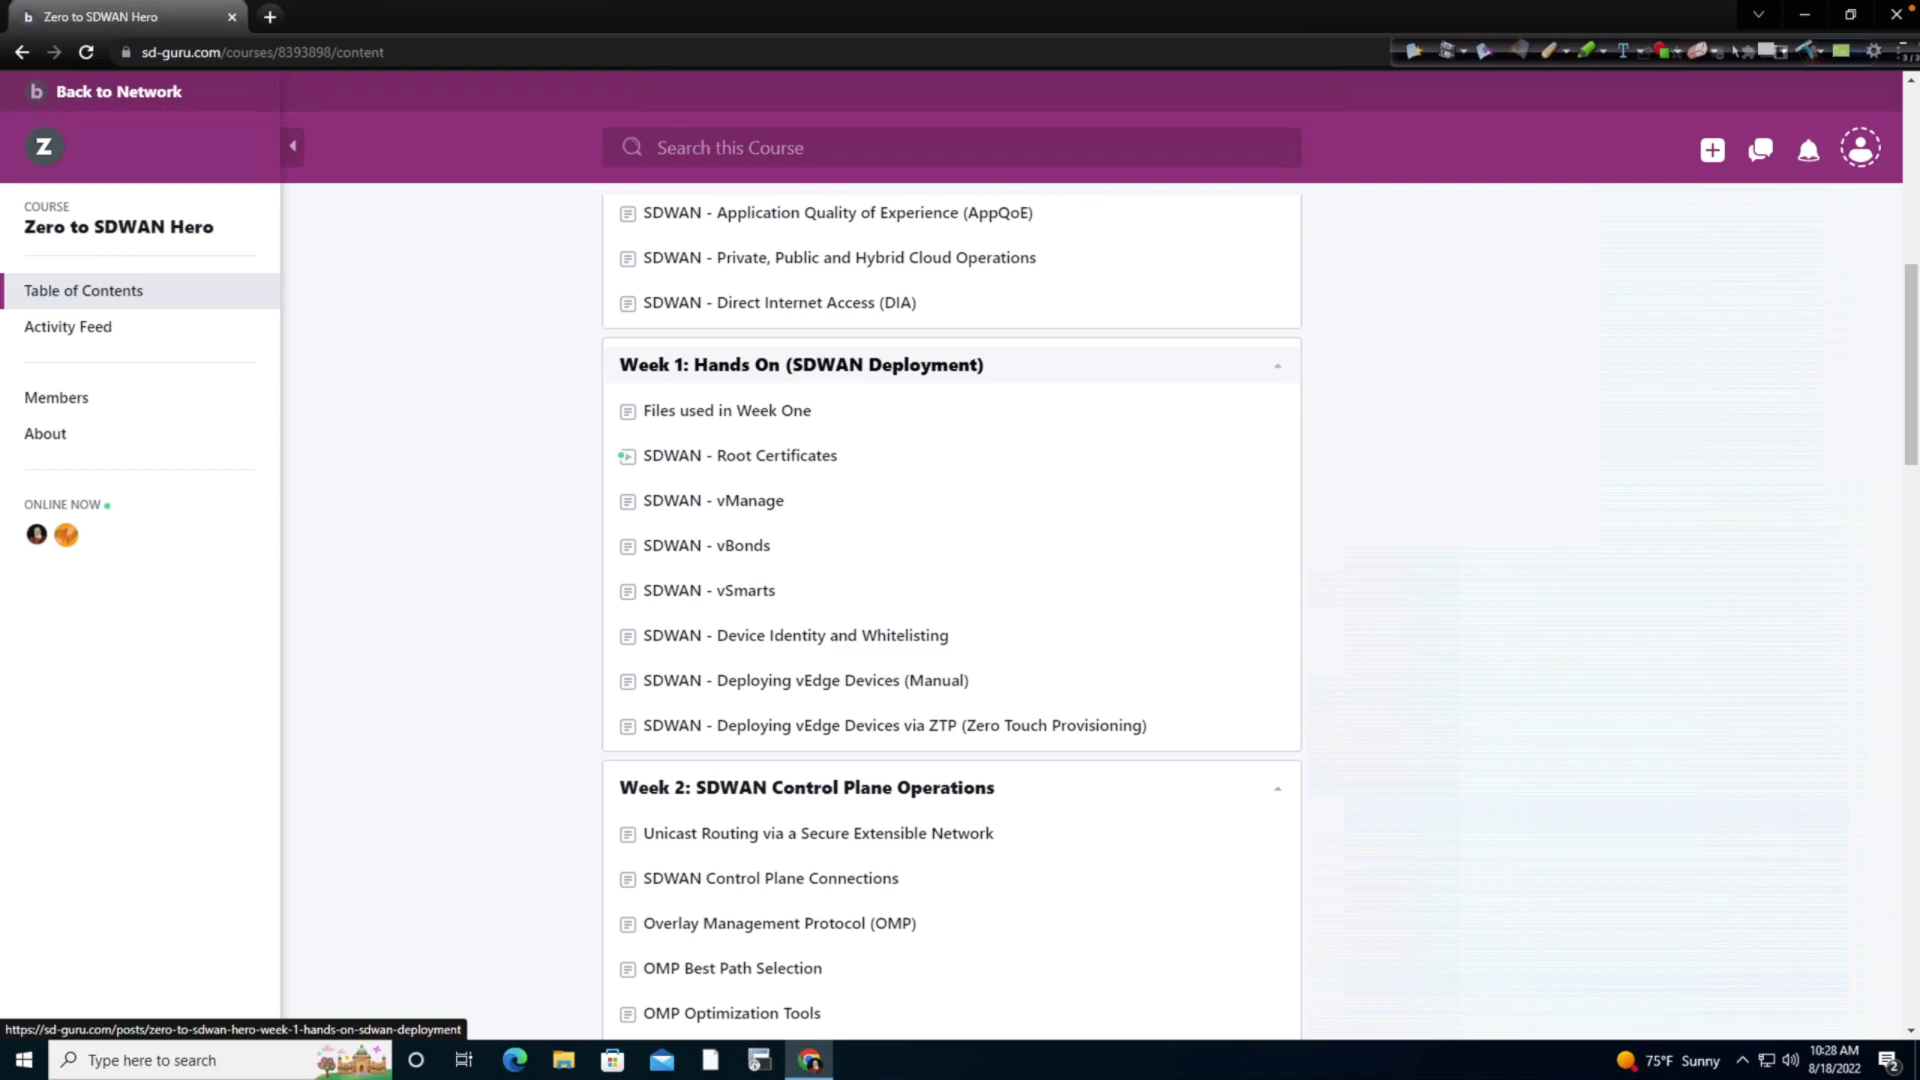 b Zero to SDWAN Hero
sd-guru.com/courses/8393898/content
b Back to Network
Z
Search this Course
COURSE
Zero to SDWAN Hero
Table of Contents
Activity Feed
Members
About
ONLINE NOW
SDWAN - Application Quality of Experience (AppQoE)
SDWAN - Private, Public and Hybrid Cloud Operations
SDWAN - Direct Internet Access (DIA)
Week 1: Hands On (SDWAN Deployment)
Files used in Week One
SDWAN - Root Certificates
SDWAN - vManage
SDWAN - vBonds
SDWAN - vSmarts
SDWAN - Device Identity and Whitelisting
SDWAN - Deploying vEdge Devices (Manual)
SDWAN - Deploying vEdge Devices via ZTP (Zero Touch Provisioning)
Week 2: SDWAN Control Plane Operations
Unicast Routing via a Secure Extensible Network
SDWAN Control Plane Connections
Overlay Management Protocol (OMP)
OMP Best Path Selection
OMP Optimization Tools
https://sd-guru.com/posts/zero-to-sdwan-hero-week-1-hands-on-sdwan-deployment
Type here to search
75°F Sunny
10:28 AM
8/18/2022
2